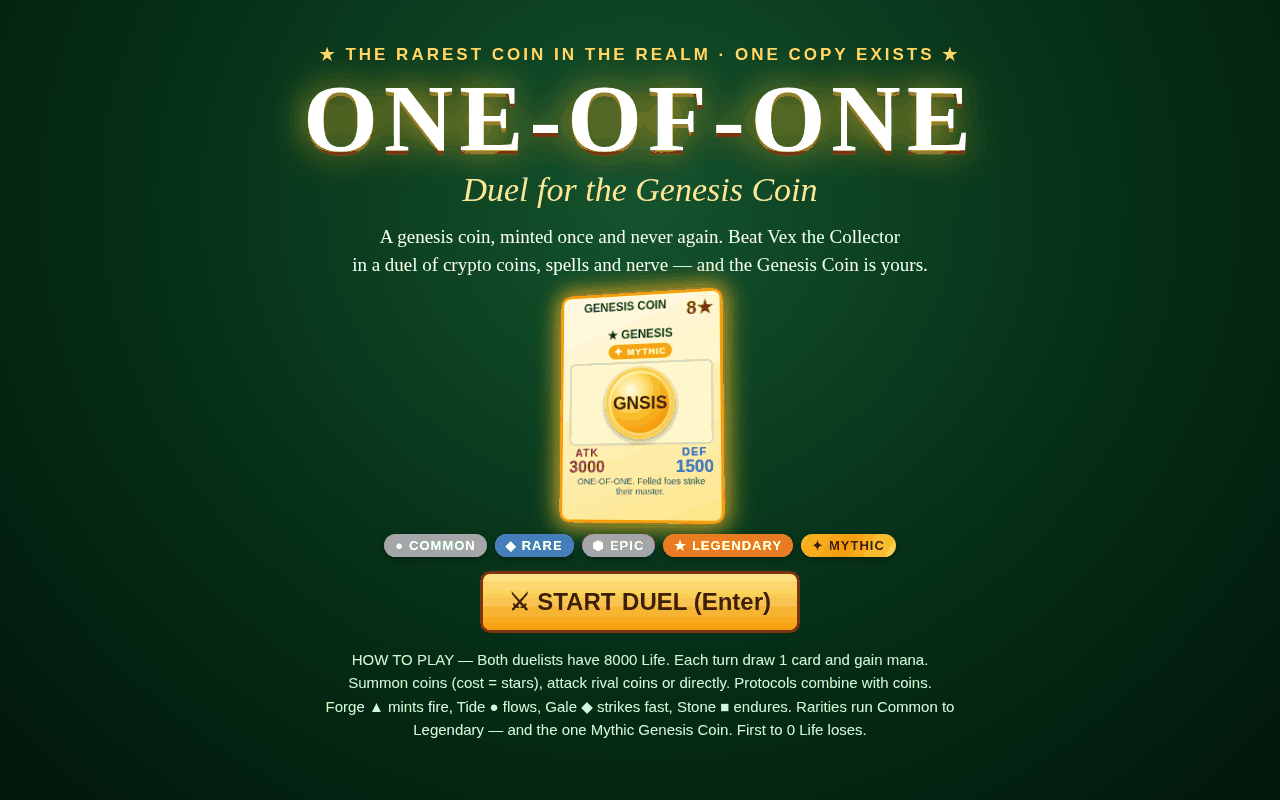 ★ THE RAREST COIN IN THE REALM · ONE COPY EXISTS ★
ONE-OF-ONE
Duel for the Genesis Coin
A genesis coin, minted once and never again. Beat Vex the Collector
in a duel of crypto coins, spells and nerve — and the Genesis Coin is yours.
GENESIS COIN 8★
★ GENESIS
✦ MYTHIC
GNSIS
ATK DEF
3000 1500
ONE-OF-ONE. Felled foes strike
their master.
● COMMON ◆ RARE ⬢ EPIC ★ LEGENDARY ✦ MYTHIC
⚔ START DUEL (Enter)
HOW TO PLAY — Both duelists have 8000 Life. Each turn draw 1 card and gain mana.
Summon coins (cost = stars), attack rival coins or directly. Protocols combine with coins.
Forge ▲ mints fire, Tide ● flows, Gale ◆ strikes fast, Stone ■ endures. Rarities run Common to
Legendary — and the one Mythic Genesis Coin. First to 0 Life loses.